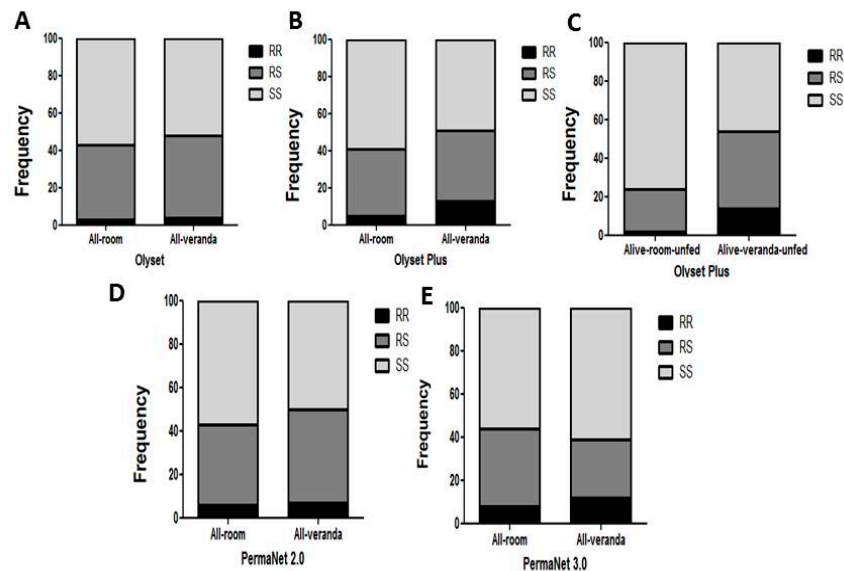 A
Frequency
100
80
60
40
20
0
All-room
All-veranda
Olyset
RR
RS
SS
B
Frequency
100
80
60
40
20
0
All-room
All-veranda
Olyset Plus
RR
RS
SS
C
Frequency
100
80
60
40
20
0
Alive-room-unfed
Alive-veranda-unfed
Olyset Plus
RR
RS
SS
D
Frequency
100
80
60
40
20
0
All-room
All-veranda
PermaNet 2.0
RR
RS
SS
E
Frequency
100
80
60
40
20
0
All-room
All-veranda
PermaNet 3.0
RR
RS
SS